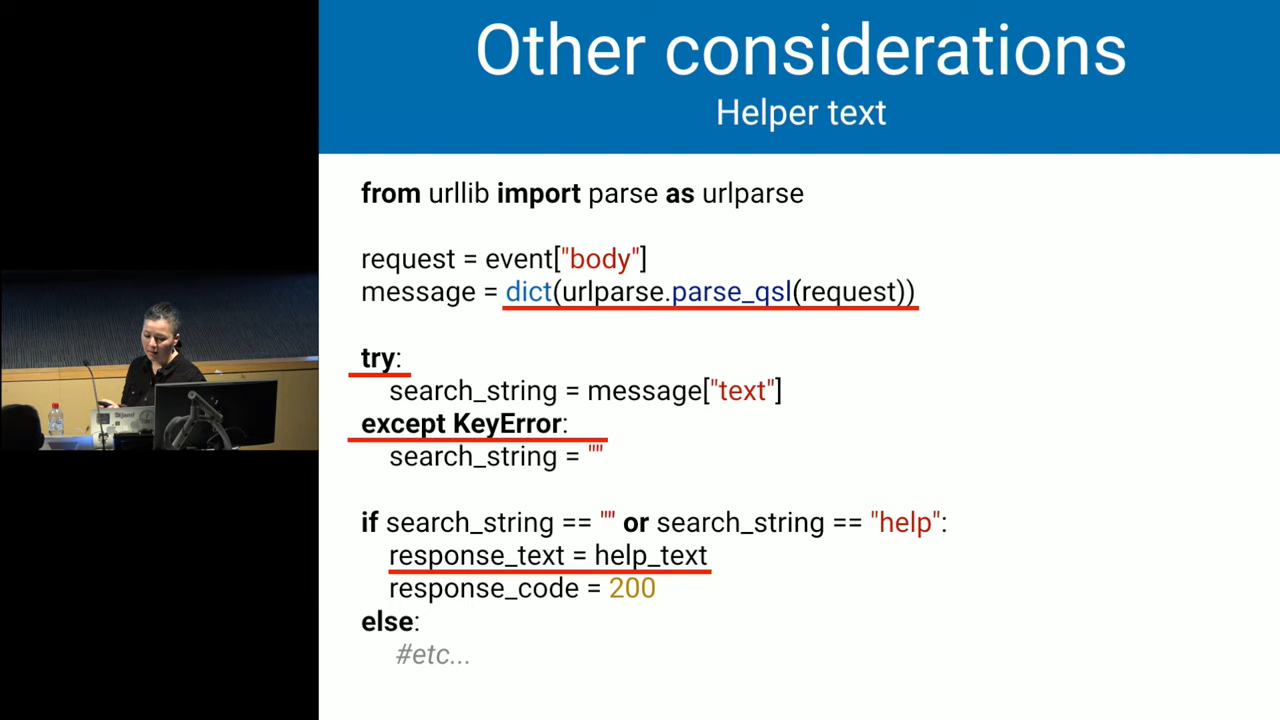 Other considerations
Helper text
from urllib import parse as urlparse
request = event["body"]
message = dict(urlparse.parse_qsl(request))
try:
search_string = message["text"]
except KeyError:
search_string = ""
if search_string == "" or search_string == "help":
response_text = help_text
response_code = 200
else:
#etc...